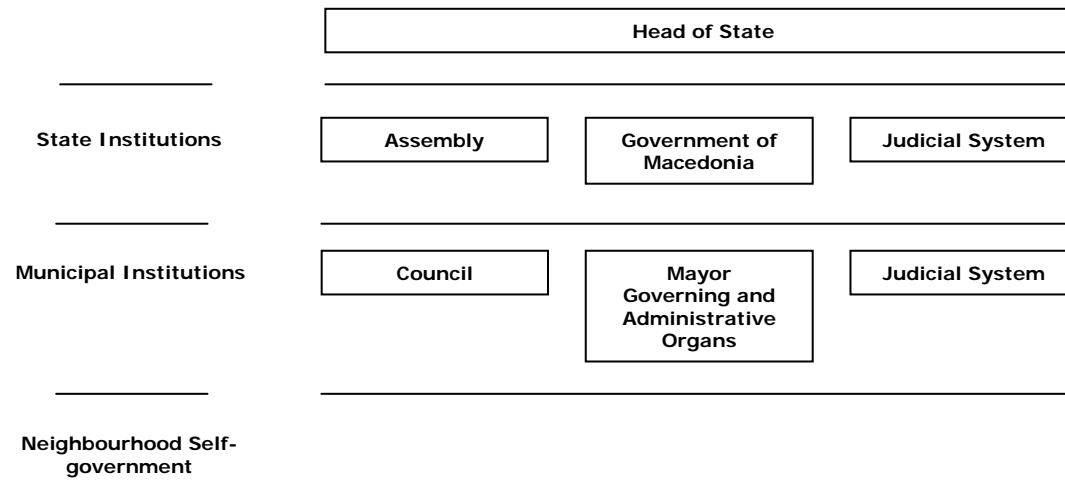 Head of State
State Institutions
Assembly
Government of
Macedonia
Judicial System
Municipal Institutions
Council
Mayor
Governing and
Administrative
Organs
Judicial System
Neighbourhood Self-
government